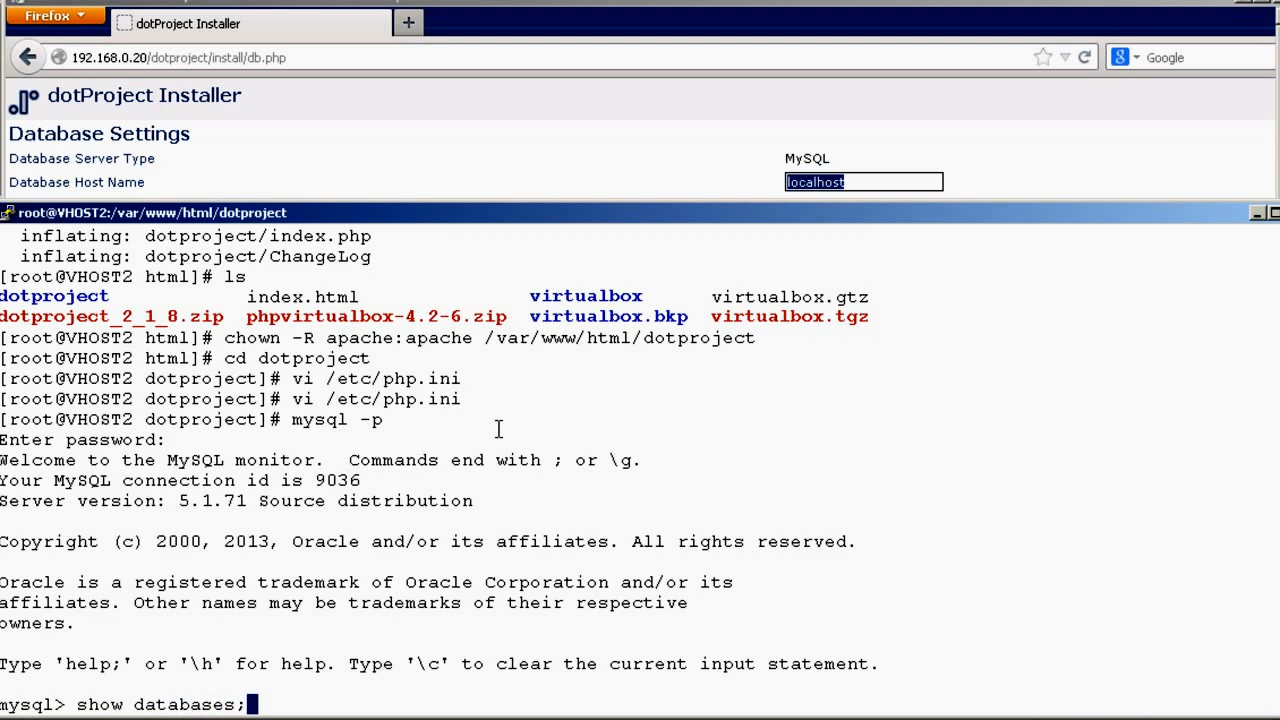 Firefox
dotProject Installer
+
192.168.0.20/dotproject/install/db.php
Google
dotProject Installer
Database Settings
Database Server Type MySQL
Database Host Name localhost
root@VHOST2:/var/www/html/dotproject
inflating: dotproject/index.php
inflating: dotproject/ChangeLog
[root@VHOST2 html]# ls
dotproject index.html virtualbox virtualbox.gtz
dotproject_2_1_8.zip phpvirtualbox-4.2-6.zip virtualbox.bkp virtualbox.tgz
[root@VHOST2 html]# chown -R apache:apache /var/www/html/dotproject
[root@VHOST2 html]# cd dotproject
[root@VHOST2 dotproject]# vi /etc/php.ini
[root@VHOST2 dotproject]# vi /etc/php.ini
[root@VHOST2 dotproject]# mysql -p
Enter password:
Welcome to the MySQL monitor.  Commands end with ; or \g.
Your MySQL connection id is 9036
Server version: 5.1.71 Source distribution
Copyright (c) 2000, 2013, Oracle and/or its affiliates. All rights reserved.
Oracle is a registered trademark of Oracle Corporation and/or its
affiliates. Other names may be trademarks of their respective
owners.
Type 'help;' or '\h' for help. Type '\c' to clear the current input statement.
mysql> show databases;